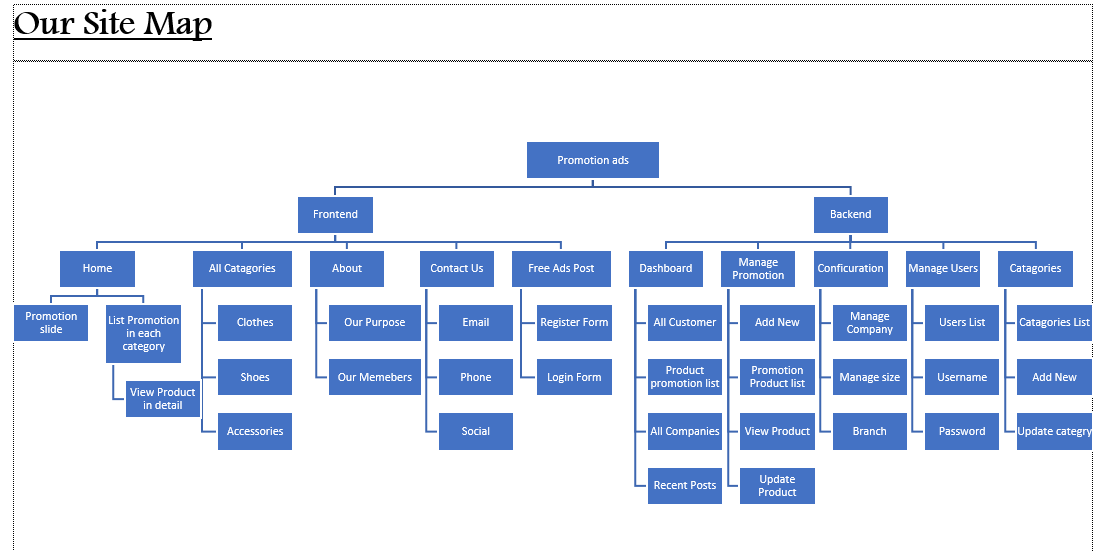 Our Site Map
Promotion ads
Frontend
Backend
Home
All Catagories
About
Contact Us
Free Ads Post
Dashboard
Manage
Promotion
Conficuration
Manage Users
Catagories
Promotion
slide
List Promotion
in each
category
View Product
in detail
Clothes
Shoes
Accessories
Our Purpose
Our Memebers
Email
Phone
Social
Register Form
Login Form
All Customer
Product
promotion list
All Companies
Recent Posts
Add New
Promotion
Product list
View Product
Update
Product
Manage
Company
Manage size
Branch
Users List
Username
Password
Catagories List
Add New
Update categry